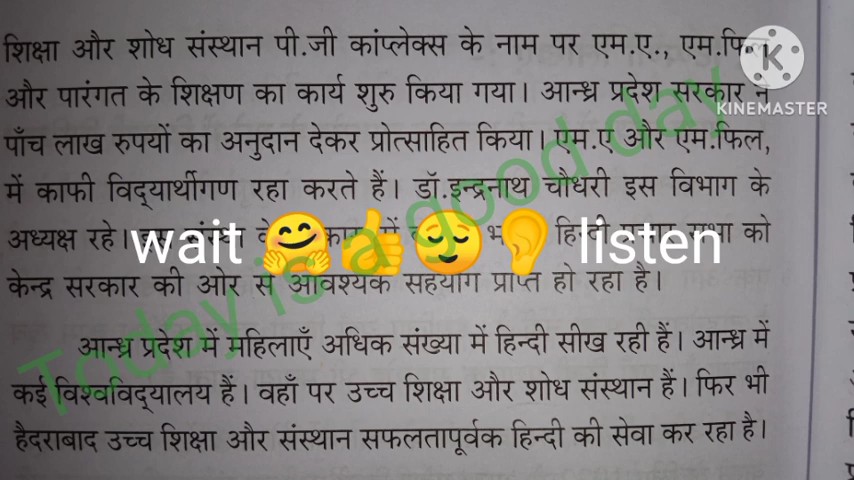 शिक्षा और शोध संस्थान पी.जी कांप्लेक्स के नाम पर एम.ए., एम.फिल
KINEMASTER
और पारंगत के शिक्षण का कार्य शुरु किया गया। आन्ध्र प्रदेश सरकार ने
पाँच लाख रुपयों का अनुदान देकर प्रोत्साहित किया। ऐम.ए और एम.फिल,
में काफी विद्यार्थीगण रहा करते हैं। डॉ.इन्द्रनाथ चौधरी इस विभाग के
अध्यक्ष रहे। हिन्दी सभा को
wait 🤗👍😌👂 listen
केन्द्र सरकार की ओर से आवश्यक सहयोग प्राप्त हो रहा है।
Today is a good day
आन्ध्र प्रदेश में महिलाएँ अधिक संख्या में हिन्दी सीख रही हैं। आन्ध्र में
कई विश्वविद्यालय हैं। वहाँ पर उच्च शिक्षा और शोध संस्थान हैं। फिर भी
हैदराबाद उच्च शिक्षा और संस्थान सफलतापूर्वक हिन्दी की सेवा कर रहा है।